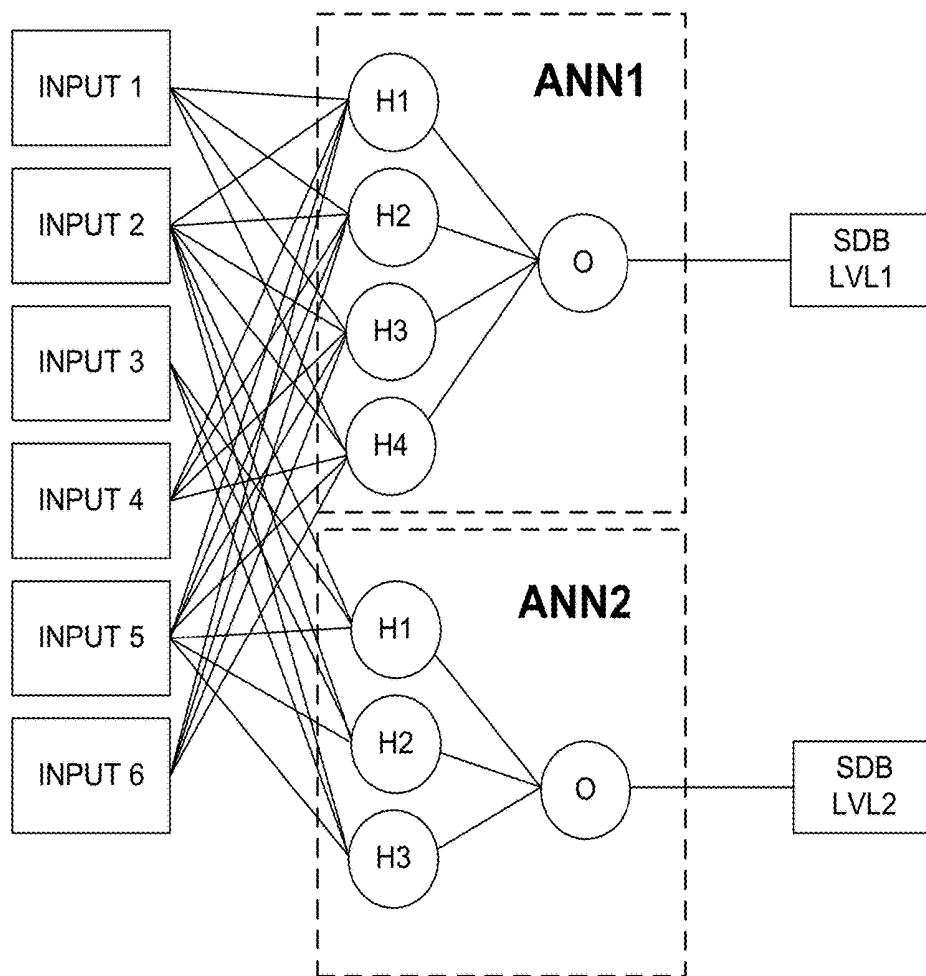 INPUT 1
INPUT 2
INPUT 3
INPUT 4
INPUT 5
INPUT 6
ANN1
H1
H2
H3
H4
O
SDB
LVL1
ANN2
H1
H2
H3
O
SDB
LVL2